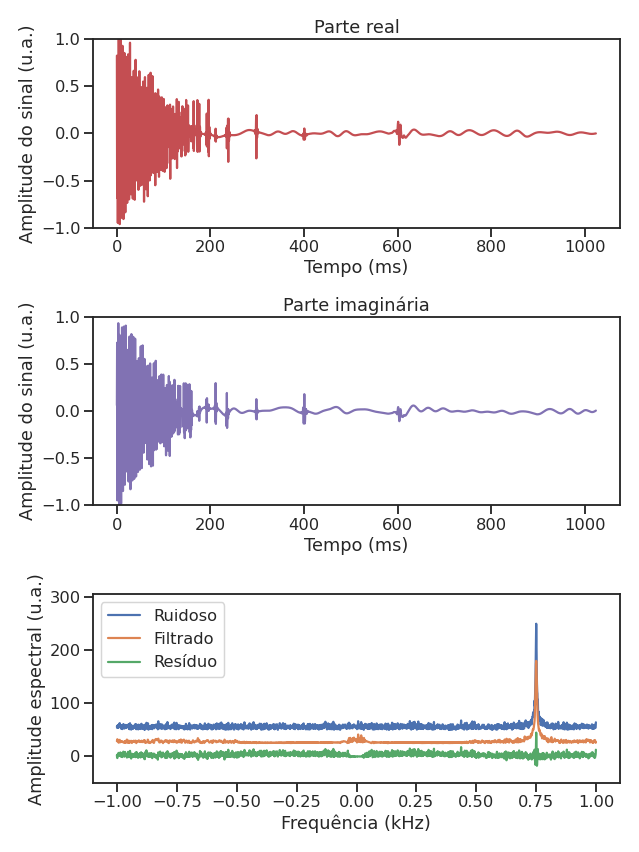 Parte real
Amplitude do sinal (u.a.)
1.0
0.5
0.0
−0.5
−1.0
0 200 400 600 800 1000
Tempo (ms)
Parte imaginária
Amplitude do sinal (u.a.)
1.0
0.5
0.0
−0.5
−1.0
0 200 400 600 800 1000
Tempo (ms)
Amplitude espectral (u.a.)
300
200
100
0
Ruidoso
Filtrado
Resíduo
−1.00 −0.75 −0.50 −0.25 0.00 0.25 0.50 0.75 1.00
Frequência (kHz)